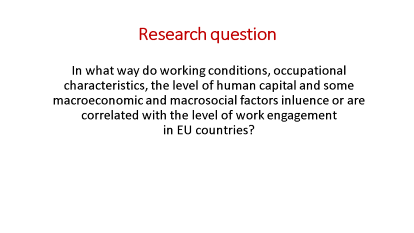 Research question
In what way do working conditions, occupational
characteristics, the level of human capital and some
macroeconomic and macrosocial factors inluence or are
correlated with the level of work engagement
in EU countries?